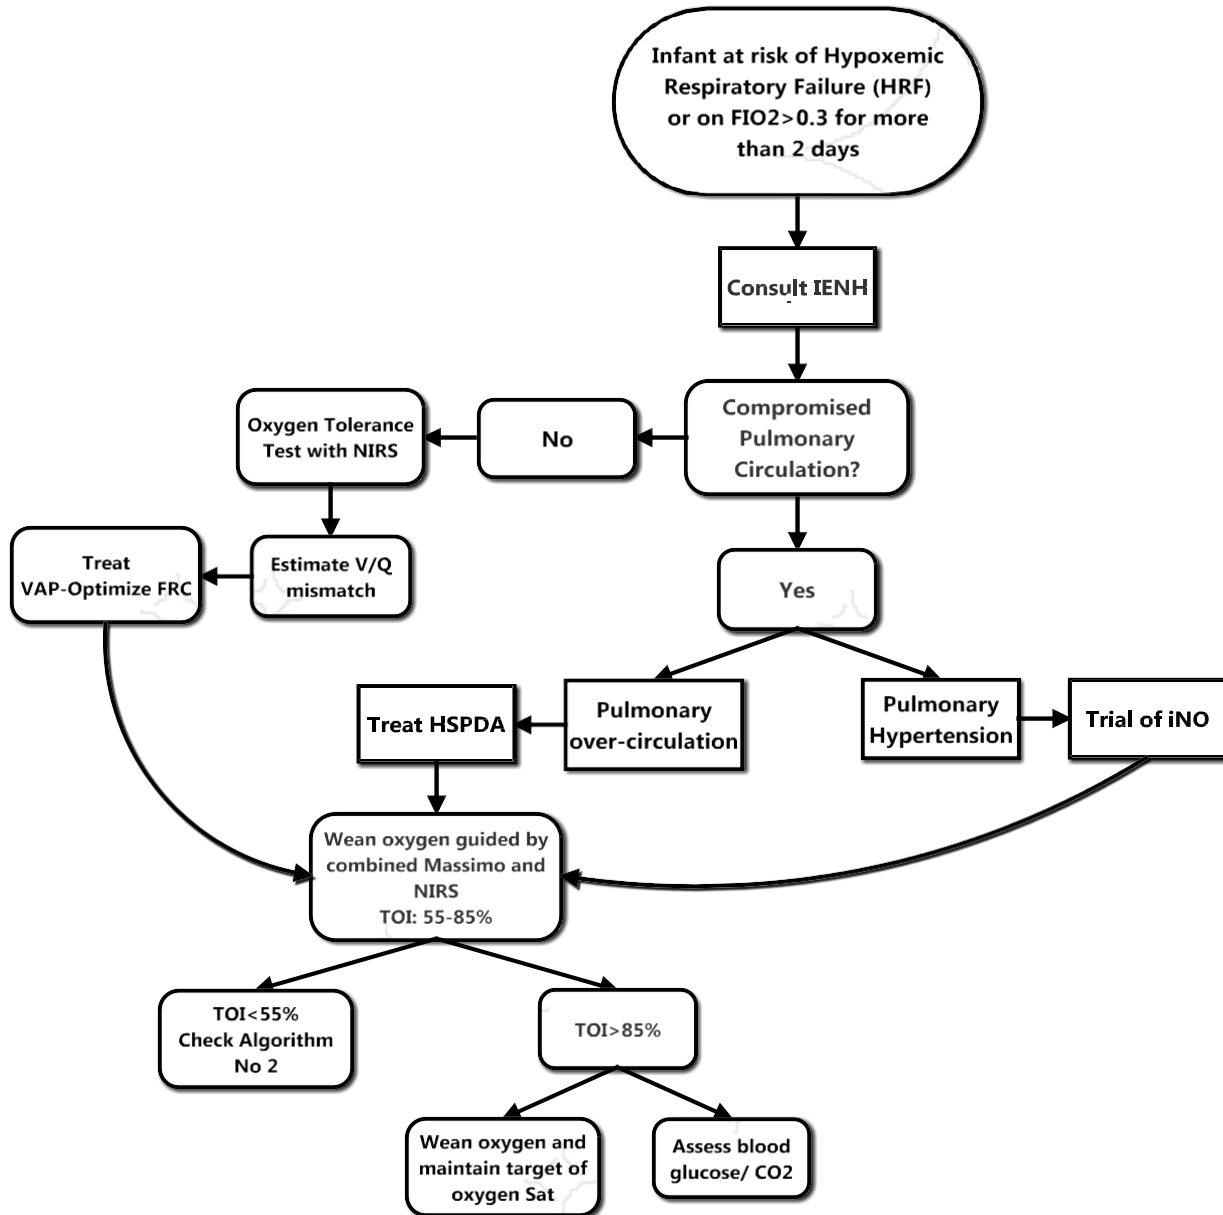 Infant at risk of Hypoxemic
Respiratory Failure (HRF)
or on FIO2>0.3 for more
than 2 days
Consult IENH
Compromised
Pulmonary
Circulation?
No
Oxygen Tolerance
Test with NIRS
Estimate V/Q
mismatch
Treat
VAP-Optimize FRC
Yes
Pulmonary
over-circulation
Treat HSPDA
Pulmonary
Hypertension
Trial of iNO
Wean oxygen guided by
combined Massimo and
NIRS
TOI: 55-85%
TOI<55%
Check Algorithm
No 2
TOI>85%
Wean oxygen and
maintain target of
oxygen Sat
Assess blood
glucose/ CO2